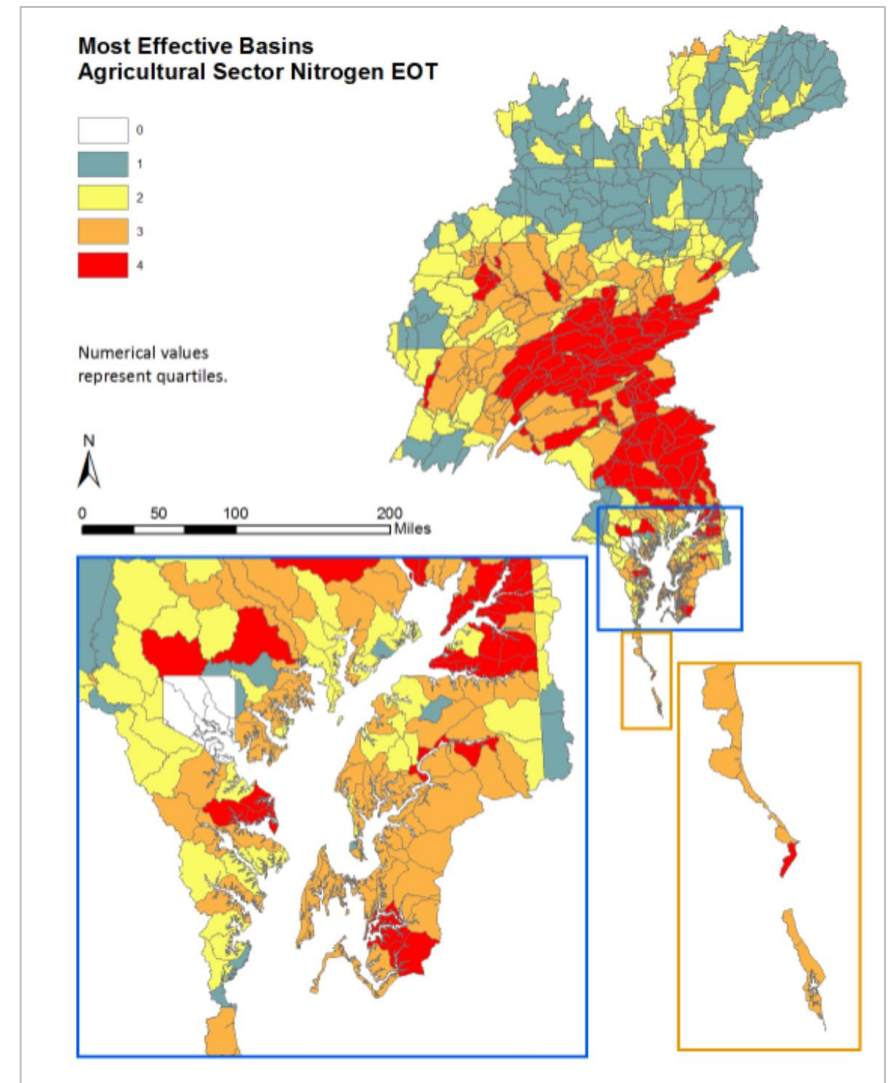 Most Effective Basins
Agricultural Sector Nitrogen EOT
0
1
2
3
4
Numerical values
represent quartiles.
N
0 50 100 200
Miles